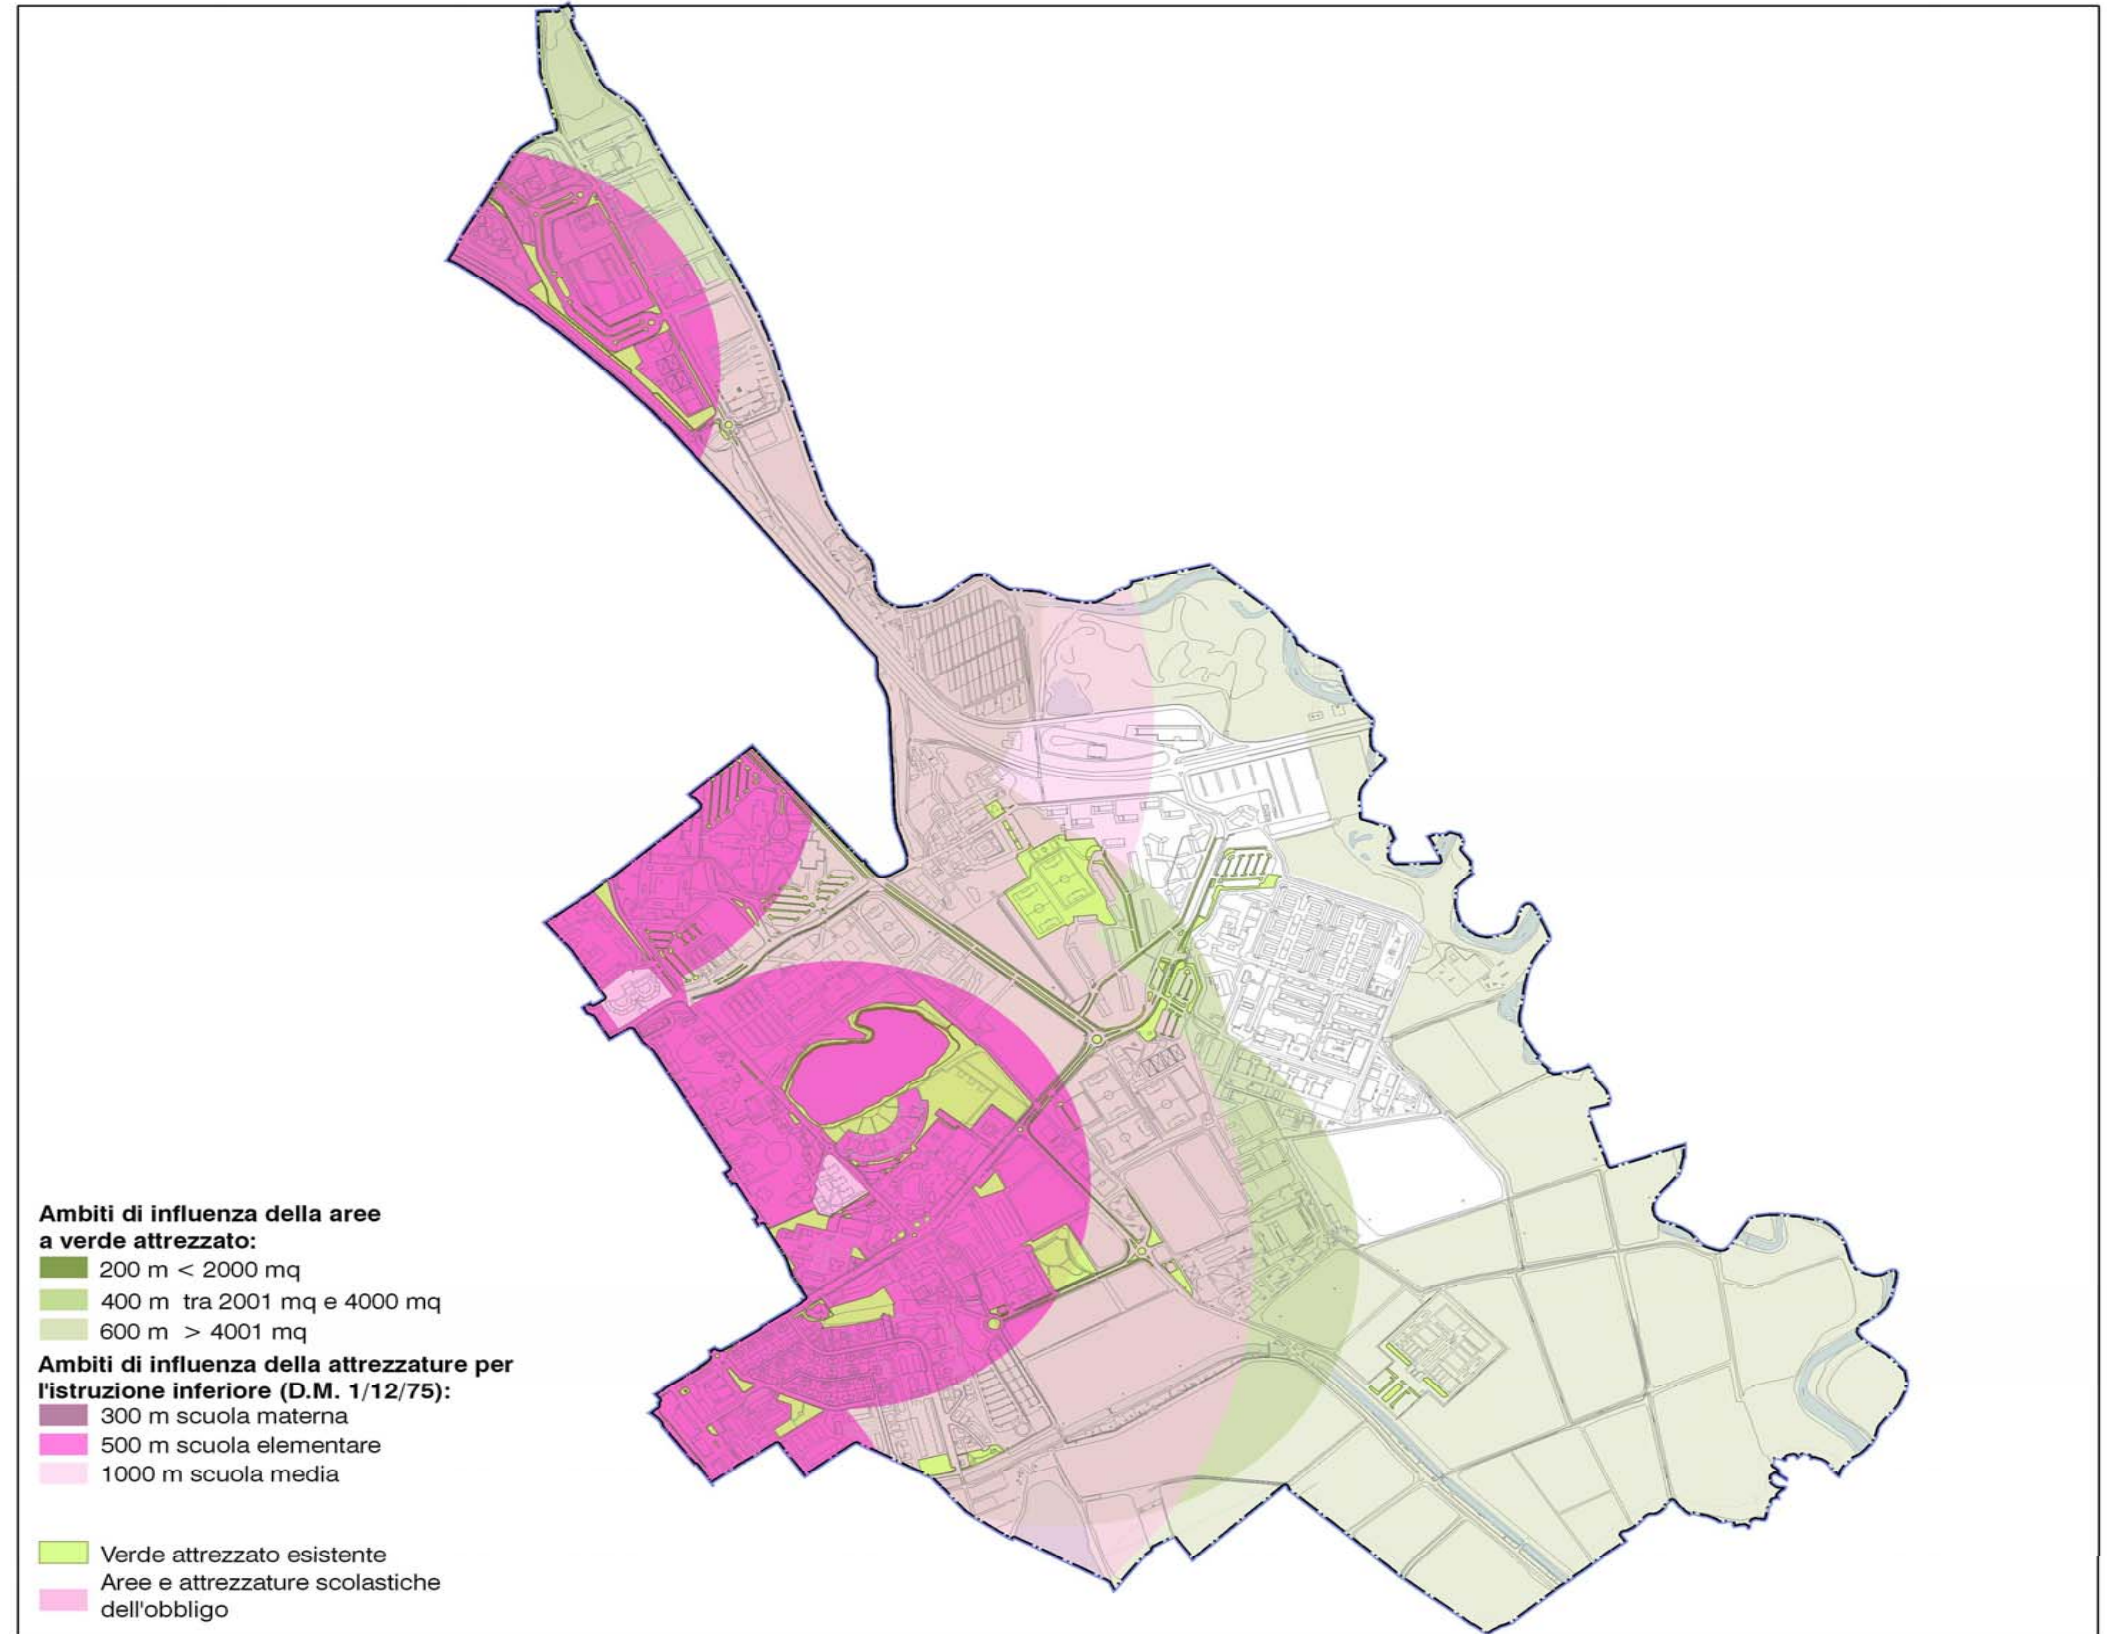 Ambiti di influenza della aree
a verde attrezzato:
200 m < 2000 mq
400 m tra 2001 mq e 4000 mq
600 m > 4001 mq
Ambiti di influenza della attrezzature per
l'istruzione inferiore (D.M. 1/12/75):
300 m scuola materna
500 m scuola elementare
1000 m scuola media
Verde attrezzato esistente
Aree e attrezzature scolastiche
dell'obbligo